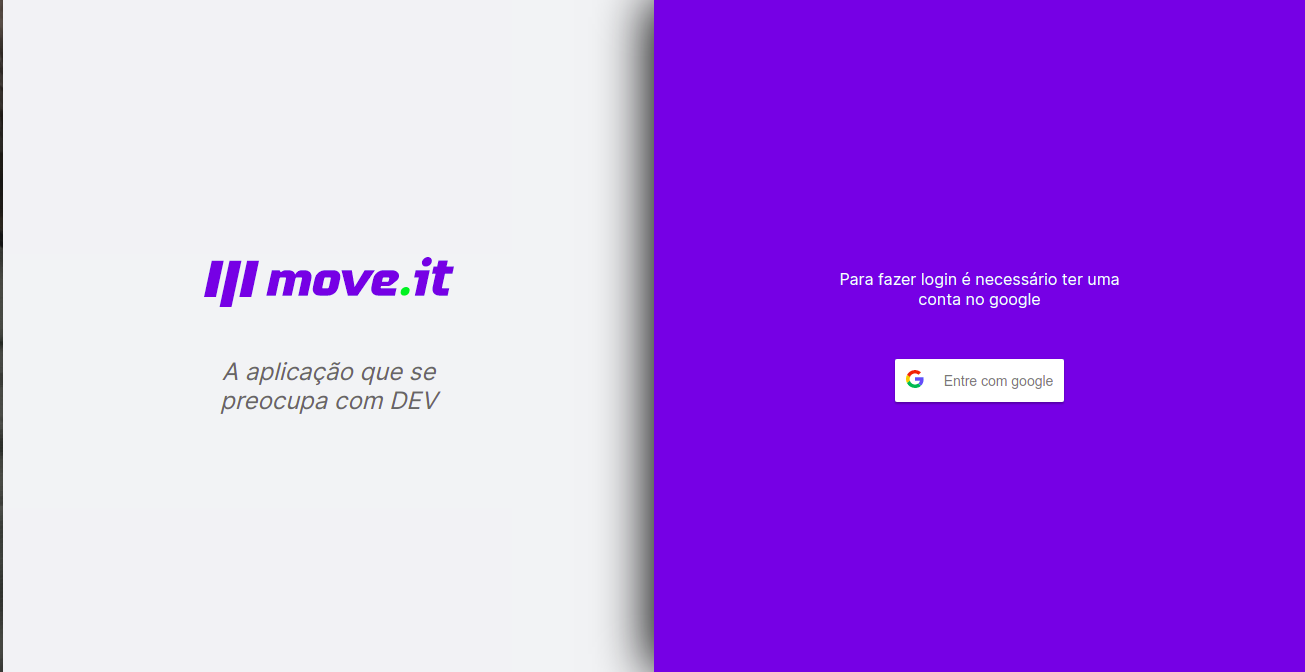 move.it
A aplicação que se
preocupa com DEV
Para fazer login é necessário ter uma
conta no google
Entre com google